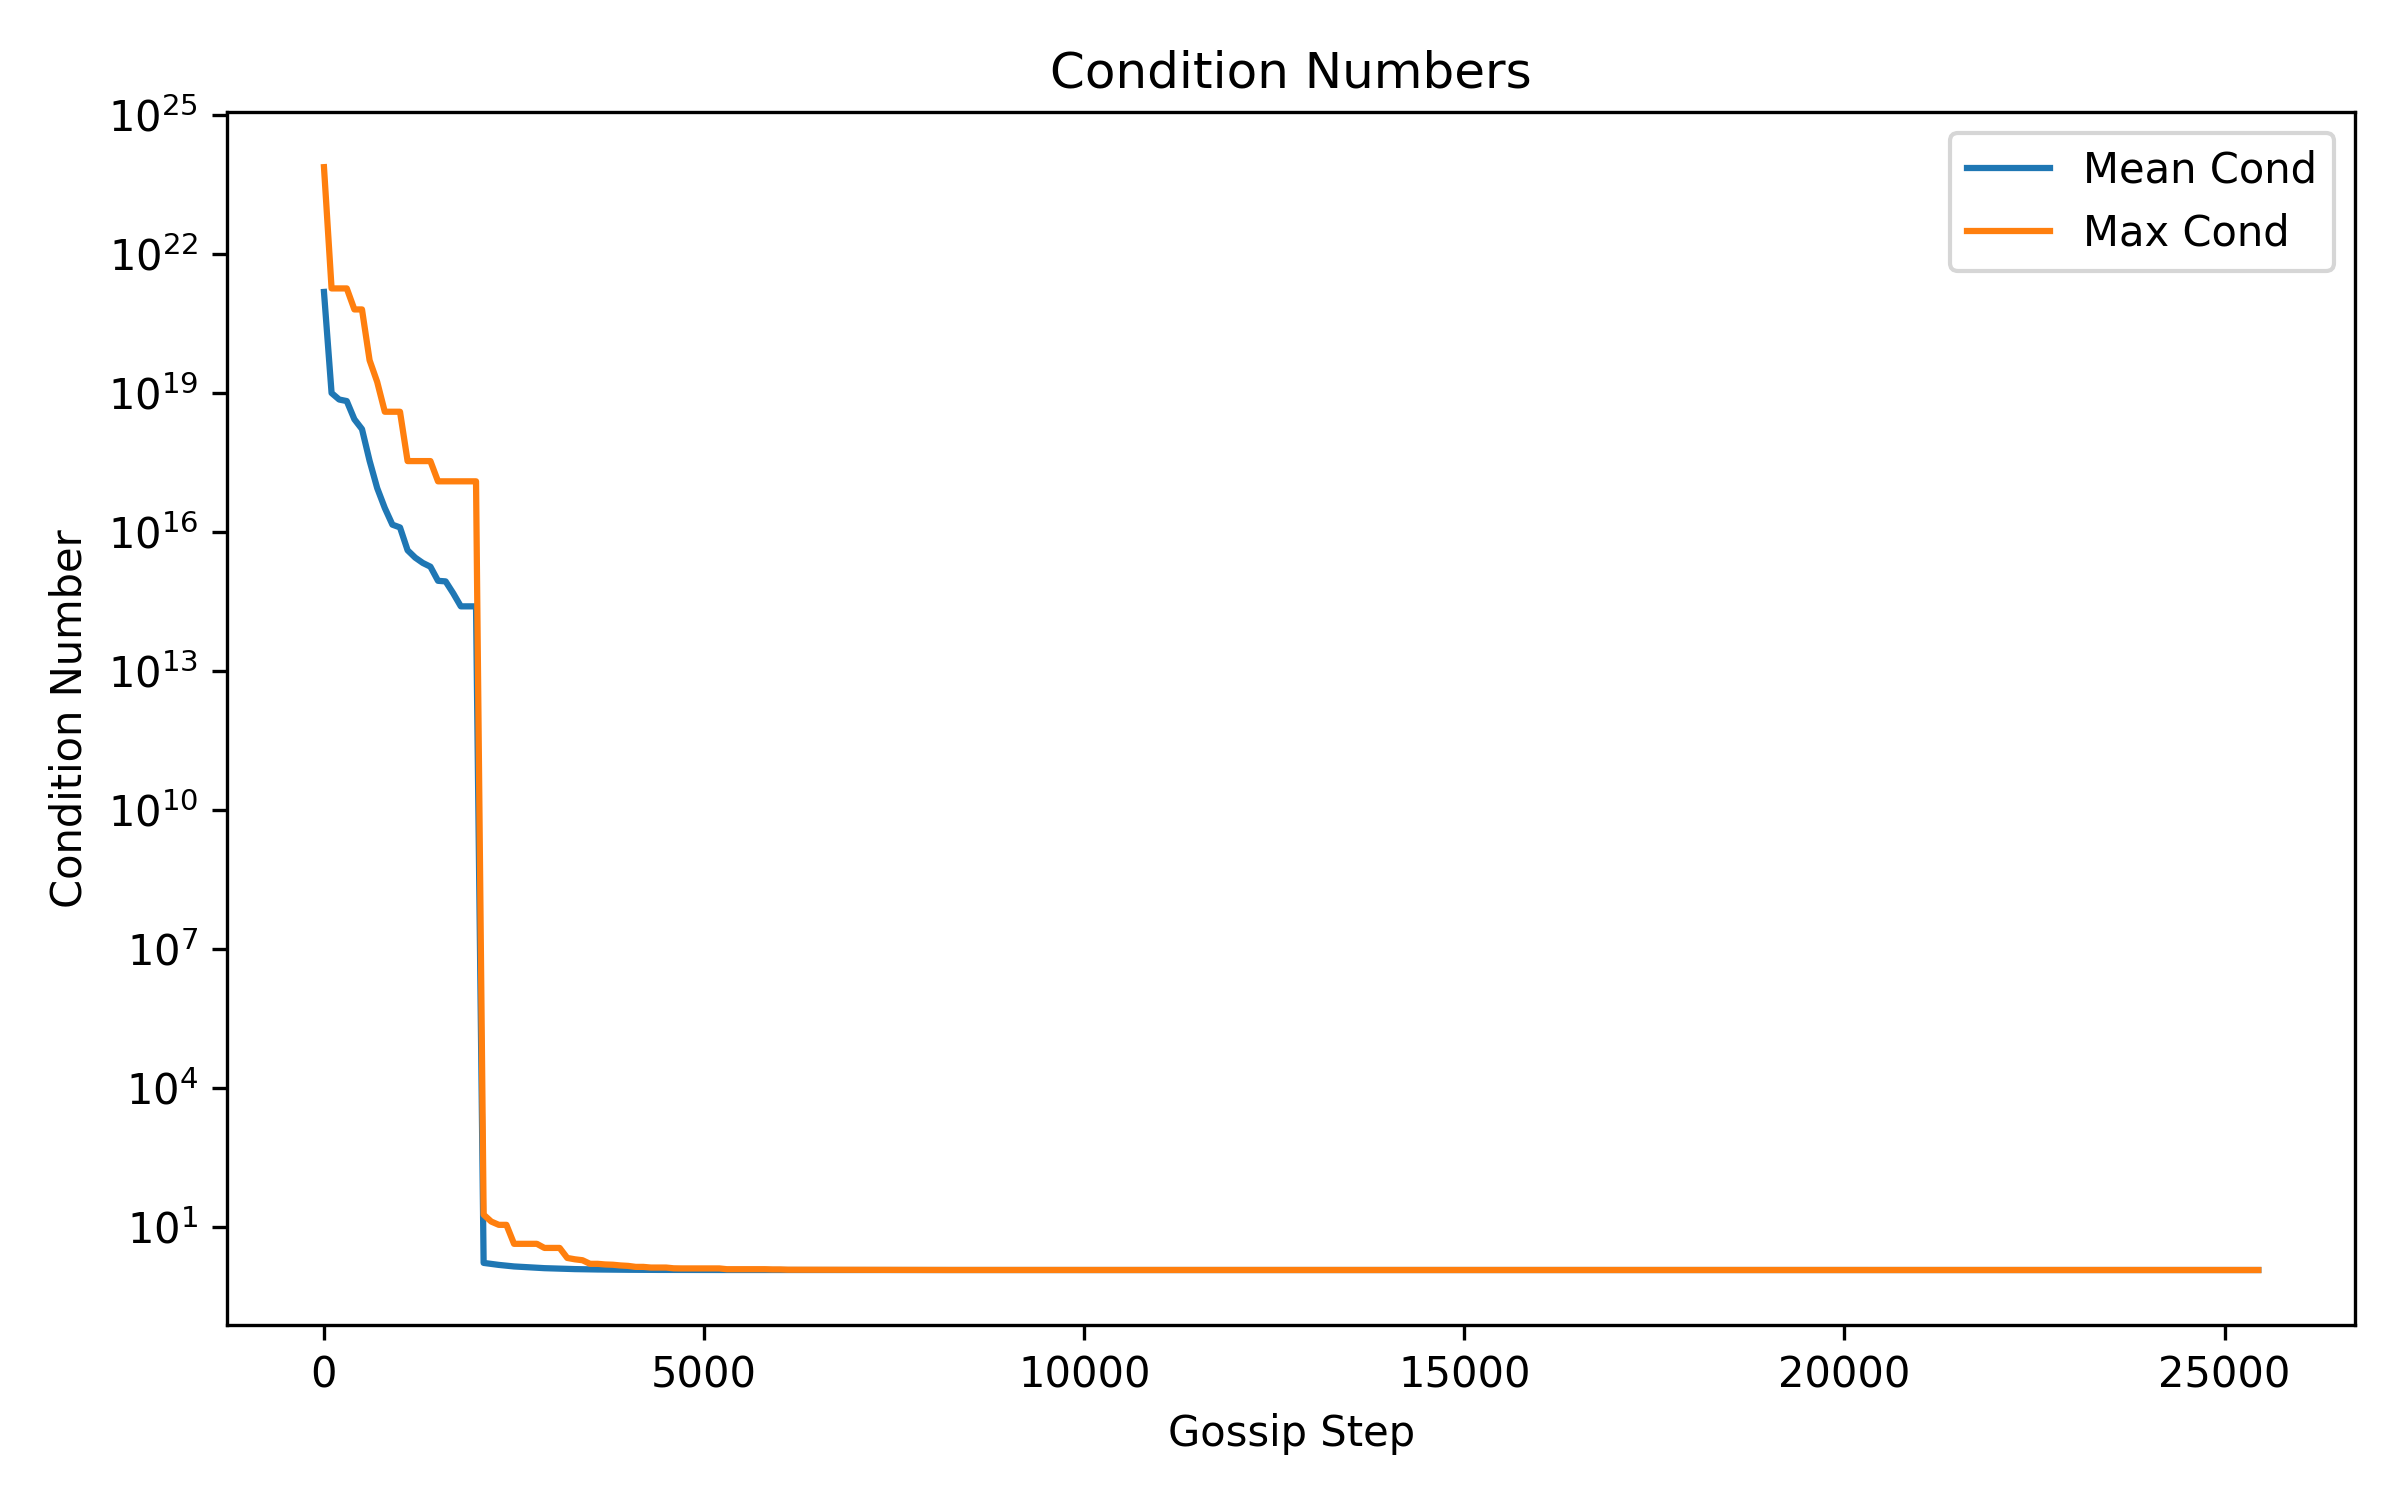 Condition Numbers
10^25
10^22
10^19
10^16
10^13
10^10
10^7
10^4
10^1
Condition Number
Mean Cond
Max Cond
0 5000 10000 15000 20000 25000
Gossip Step